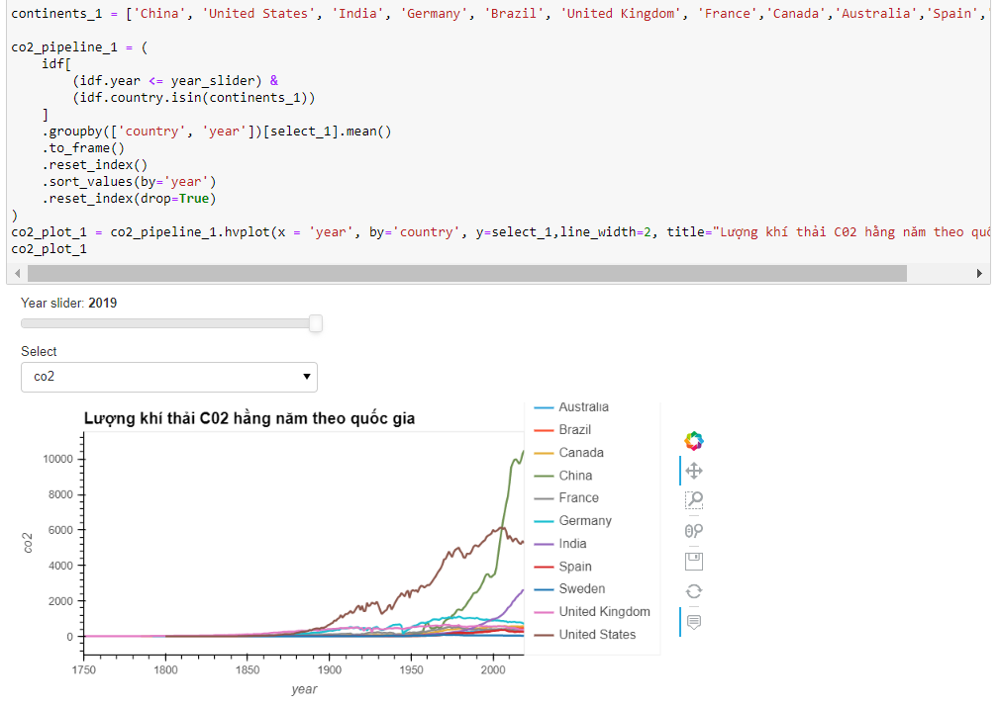 continents_1 = ['China', 'United States', 'India', 'Germany', 'Brazil', 'United Kingdom', 'France','Canada','Australia','Spain',
co2_pipeline_1 = (
idf[
(idf.year <= year_slider) &
(idf.country.isin(continents_1))
]
.groupby(['country', 'year'])[select_1].mean()
.to_frame()
.reset_index()
.sort_values(by='year')
.reset_index(drop=True)
)
co2_plot_1 = co2_pipeline_1.hvplot(x = 'year', by='country', y=select_1,line_width=2, title="Lượng khí thải C02 hằng năm theo quố
co2_plot_1
Year slider: 2019
Select
co2
Lượng khí thải C02 hằng năm theo quốc gia
Australia
Brazil
Canada
China
France
Germany
India
Spain
Sweden
United Kingdom
United States
10000
8000
6000
4000
2000
0
co2
1750 1800 1850 1900 1950 2000
year